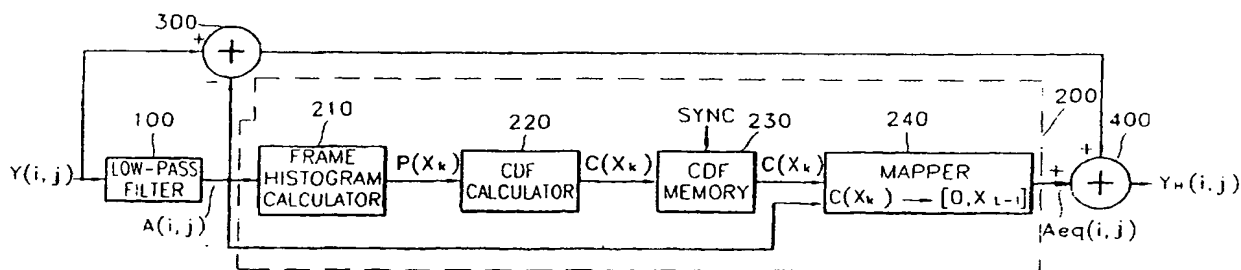 300
+
+
-
200
400
210
220
SYNC
230
240
100
Y(i,j)
LOW-PASS
FILTER
A(i,j)
FRAME
HISTOGRAM
CALCULATOR
P(Xk)
CDF
CALCULATOR
C(Xk)
CDF
MEMORY
C(Xk)
MAPPER
C(Xk) → [0,XL-1]
+
+
+
Aeq(i,j)
YH(i,j)